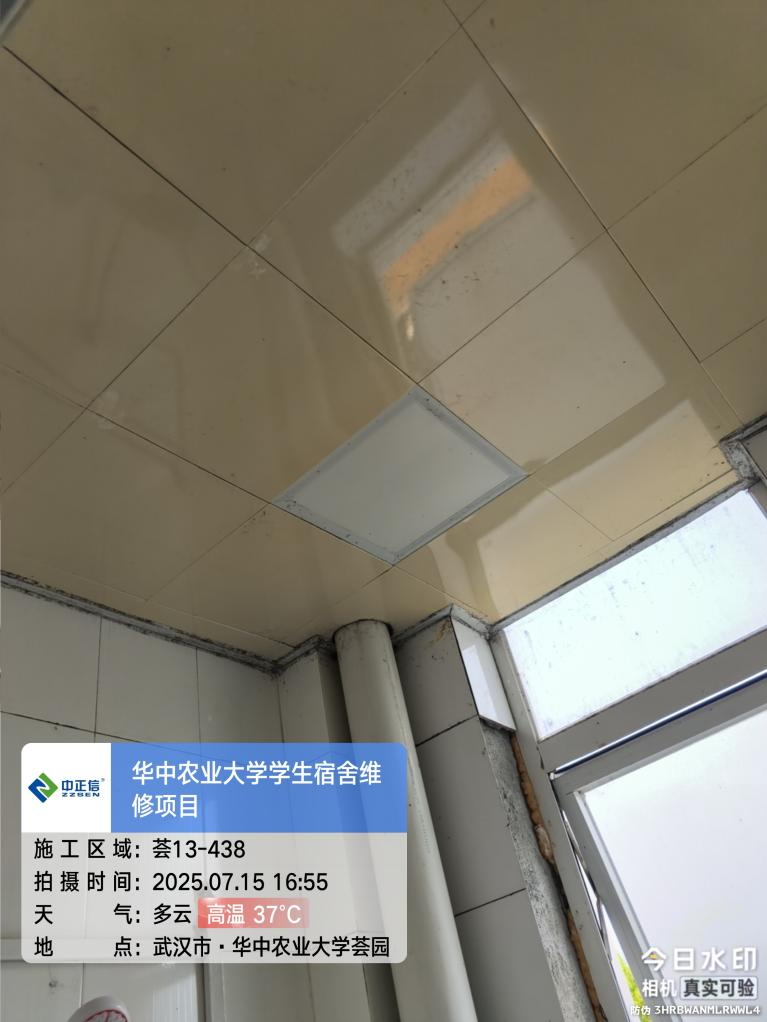 中正信®
ZZSEN
华中农业大学学生宿舍维
修项目
施工区域：荟13-438
拍摄时间：2025.07.15 16:55
天气：多云 高温 37°C
地点：武汉市·华中农业大学荟园
今日水印
相机 真实可验
防伪 3HRBWANMLRWWL4